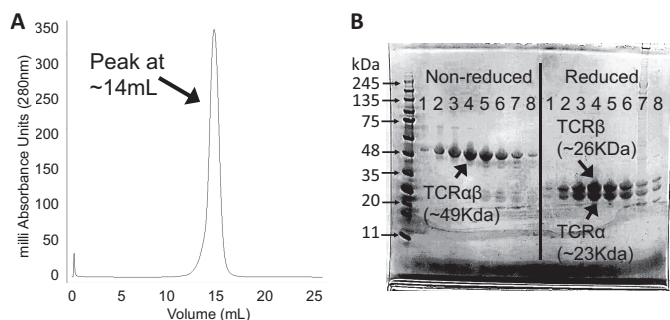 A
350
300
250
200
150
100
50
0
milli Absorbance Units (280nm)
Peak at
~14mL
0 5 10 15 20 25
Volume (mL)
B
kDa
245
135
75
48
35
20
11
Non-reduced
Reduced
1 2 3 4 5 6 7 8
1 2 3 4 5 6 7 8
TCRβ
(~26KDa)
TCRαβ
(~49Kda)
TCRα
(~23Kda)